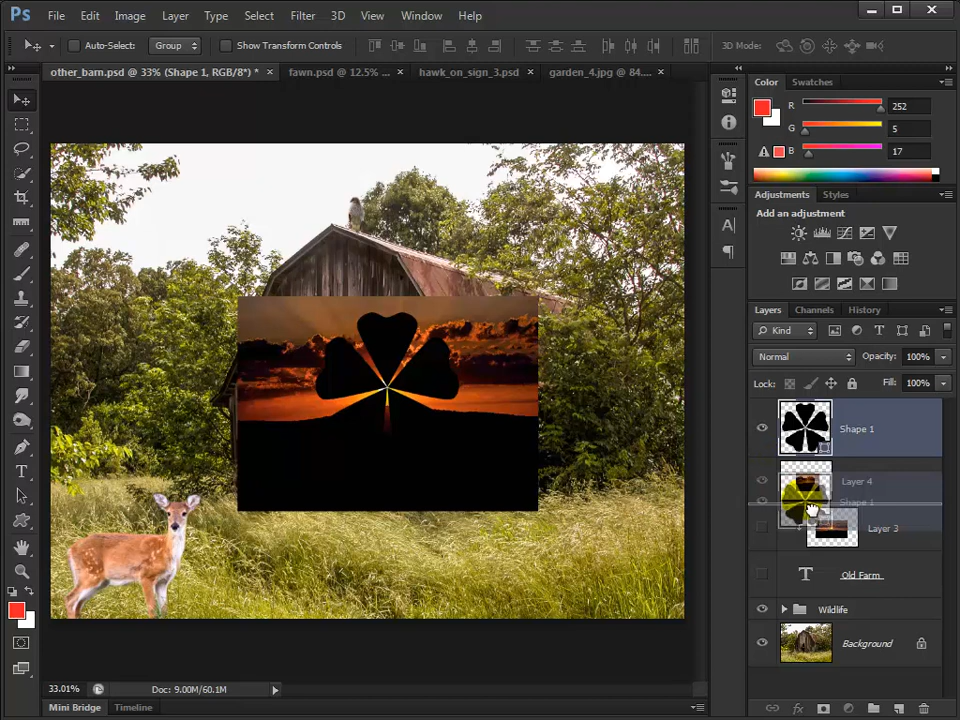 Ps File Edit Image Layer Type Select Filter 3D View Window Help
Auto-Select: Group Show Transform Controls 3D Mode:
other_barn.psd @ 33% (Shape 1, RGB/8*) * × fawn.psd @ 12.5% ... × hawk_on_sign_3.psd × garden_4.jpg @ 84.... ×
Color Swatches
R 252
G 5
B 17
Adjustments Styles
Add an adjustment
Layers Channels History
Kind
Normal Opacity: 100%
Lock: Fill: 100%
Shape 1
Layer 4
Shape 1
Layer 3
T Old Farm
Wildlife
Background
33.01% Doc: 9.00M/60.1M
Mini Bridge Timeline